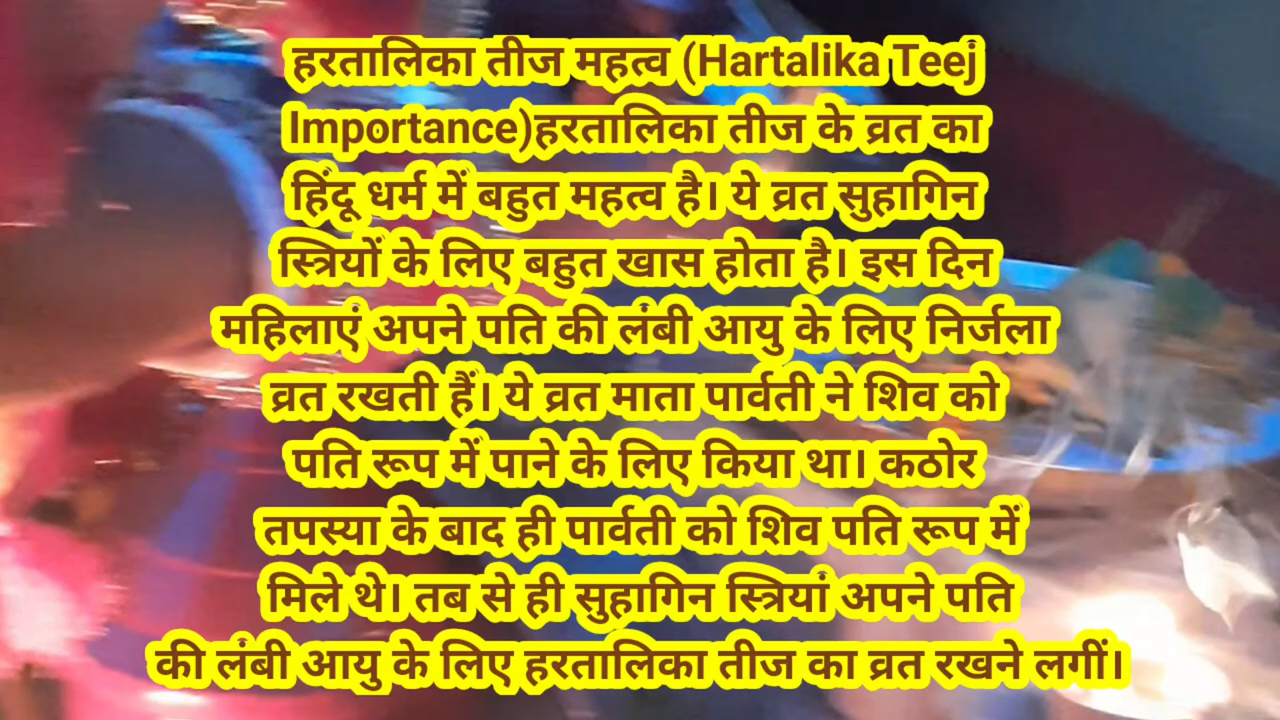 हरतालिका तीज महत्व (Hartalika Teej
Importance)हरतालिका तीज के व्रत का
हिंदू धर्म में बहुत महत्व है। ये व्रत सुहागिन
स्त्रियों के लिए बहुत खास होता है। इस दिन
महिलाएं अपने पति की लंबी आयु के लिए निर्जला
व्रत रखती हैं। ये व्रत माता पार्वती ने शिव को
पति रूप में पाने के लिए किया था। कठोर
तपस्या के बाद ही पार्वती को शिव पति रूप में
मिले थे। तब से ही सुहागिन स्त्रियां अपने पति
की लंबी आयु के लिए हरतालिका तीज का व्रत रखने लगीं।